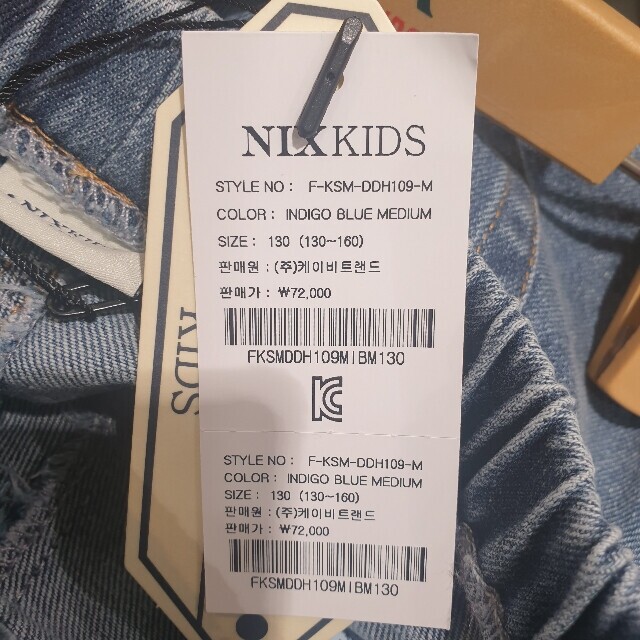 NIXKIDS
STYLE NO : F-KSM-DDH109-M
COLOR : INDIGO BLUE MEDIUM
SIZE : 130 (130~160)
판매원 : (주)케이비트랜드
판매가 : ₩72,000
FKSMDDH109MIBM130
KC
STYLE NO : F-KSM-DDH109-M
COLOR : INDIGO BLUE MEDIUM
SIZE : 130 (130~160)
판매원 : (주)케이비트랜드
판매가 : ₩72,000
FKSMDDH109MIBM130
KIDS